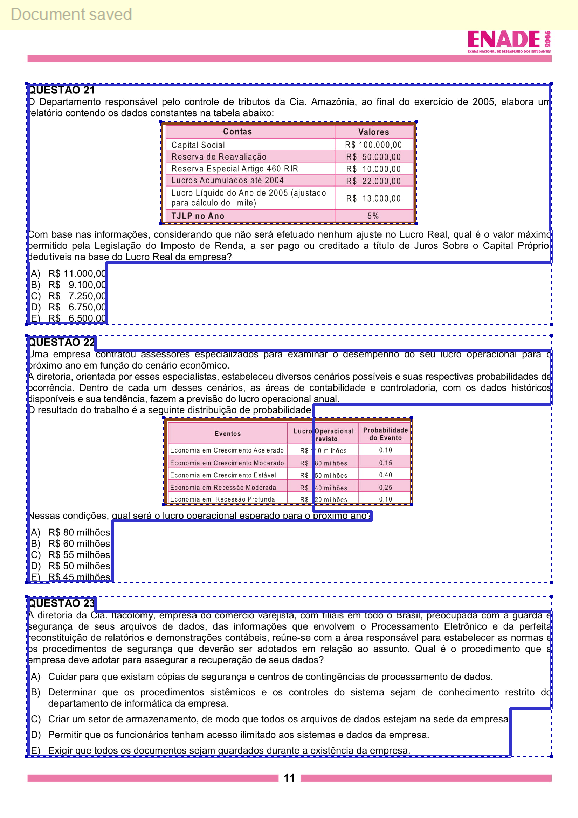 Document saved
ENADE 2006
EXAME NACIONAL DE DESEMPENHO DOS ESTUDANTES
QUESTÃO 21
O Departamento responsável pelo controle de tributos da Cia. Amazônia, ao final do exercício de 2005, elabora um
relatório contendo os dados constantes na tabela abaixo:
Contas Valores
Capital Social R$ 100.000,00
Reserva de Reavaliação R$ 50.000,00
Reserva Especial Artigo 460 RIR R$ 10.000,00
Lucros Acumulados até 2004 R$ 22.000,00
Lucro Líquido do Ano de 2005 (ajustado
para cálculo do limite) R$ 13.000,00
TJLP no Ano 5%
Com base nas informações, considerando que não será efetuado nenhum ajuste no Lucro Real, qual é o valor máximo
permitido pela Legislação do Imposto de Renda, a ser pago ou creditado a título de Juros Sobre o Capital Próprio
dedutíveis na base do Lucro Real da empresa?
A) R$ 11.000,00
B) R$ 9.100,00
C) R$ 7.250,00
D) R$ 6.750,00
E) R$ 6.500,00
QUESTÃO 22
Uma empresa contratou assessores especializados para examinar o desempenho do seu lucro operacional para o
próximo ano em função do cenário econômico.
A diretoria, orientada por esses especialistas, estabeleceu diversos cenários possíveis e suas respectivas probabilidades de
ocorrência. Dentro de cada um desses cenários, as áreas de contabilidade e controladoria, com os dados históricos
disponíveis e sua tendência, fazem a previsão do lucro operacional anual.
O resultado do trabalho é a seguinte distribuição de probabilidade
Eventos Lucro Operacional Probabilidade
Previsto do Evento
Economia em Crescimento Acelerado R$ 110 milhões 0,10
Economia em Crescimento Moderado R$ 80 milhões 0,15
Economia em Crescimento Estável R$ 60 milhões 0,40
Economia em Recessão Moderada R$ 40 milhões 0,25
Economia em Recessão Profunda R$ 20 milhões 0,10
Nessas condições, qual será o lucro operacional esperado para o próximo ano?
A) R$ 80 milhões
B) R$ 60 milhões
C) R$ 55 milhões
D) R$ 50 milhões
E) R$ 45 milhões
QUESTÃO 23
A diretoria da Cia. Itacolomy, empresa do comércio varejista, com filiais em todo o Brasil, preocupada com a guarda e
segurança de seus arquivos de dados, das informações que envolvem o Processamento Eletrônico e da perfeita
reconstituição de relatórios e demonstrações contábeis, reúne-se com a área responsável para estabelecer as normas e
os procedimentos de segurança que deverão ser adotados em relação ao assunto. Qual é o procedimento que a
empresa deve adotar para assegurar a recuperação de seus dados?
A) Cuidar para que existam cópias de segurança e centros de contingências de processamento de dados.
B) Determinar que os procedimentos sistêmicos e os controles do sistema sejam de conhecimento restrito do
departamento de informática da empresa.
C) Criar um setor de armazenamento, de modo que todos os arquivos de dados estejam na sede da empresa
D) Permitir que os funcionários tenham acesso ilimitado aos sistemas e dados da empresa.
E) Exigir que todos os documentos sejam guardados durante a existência da empresa.
11